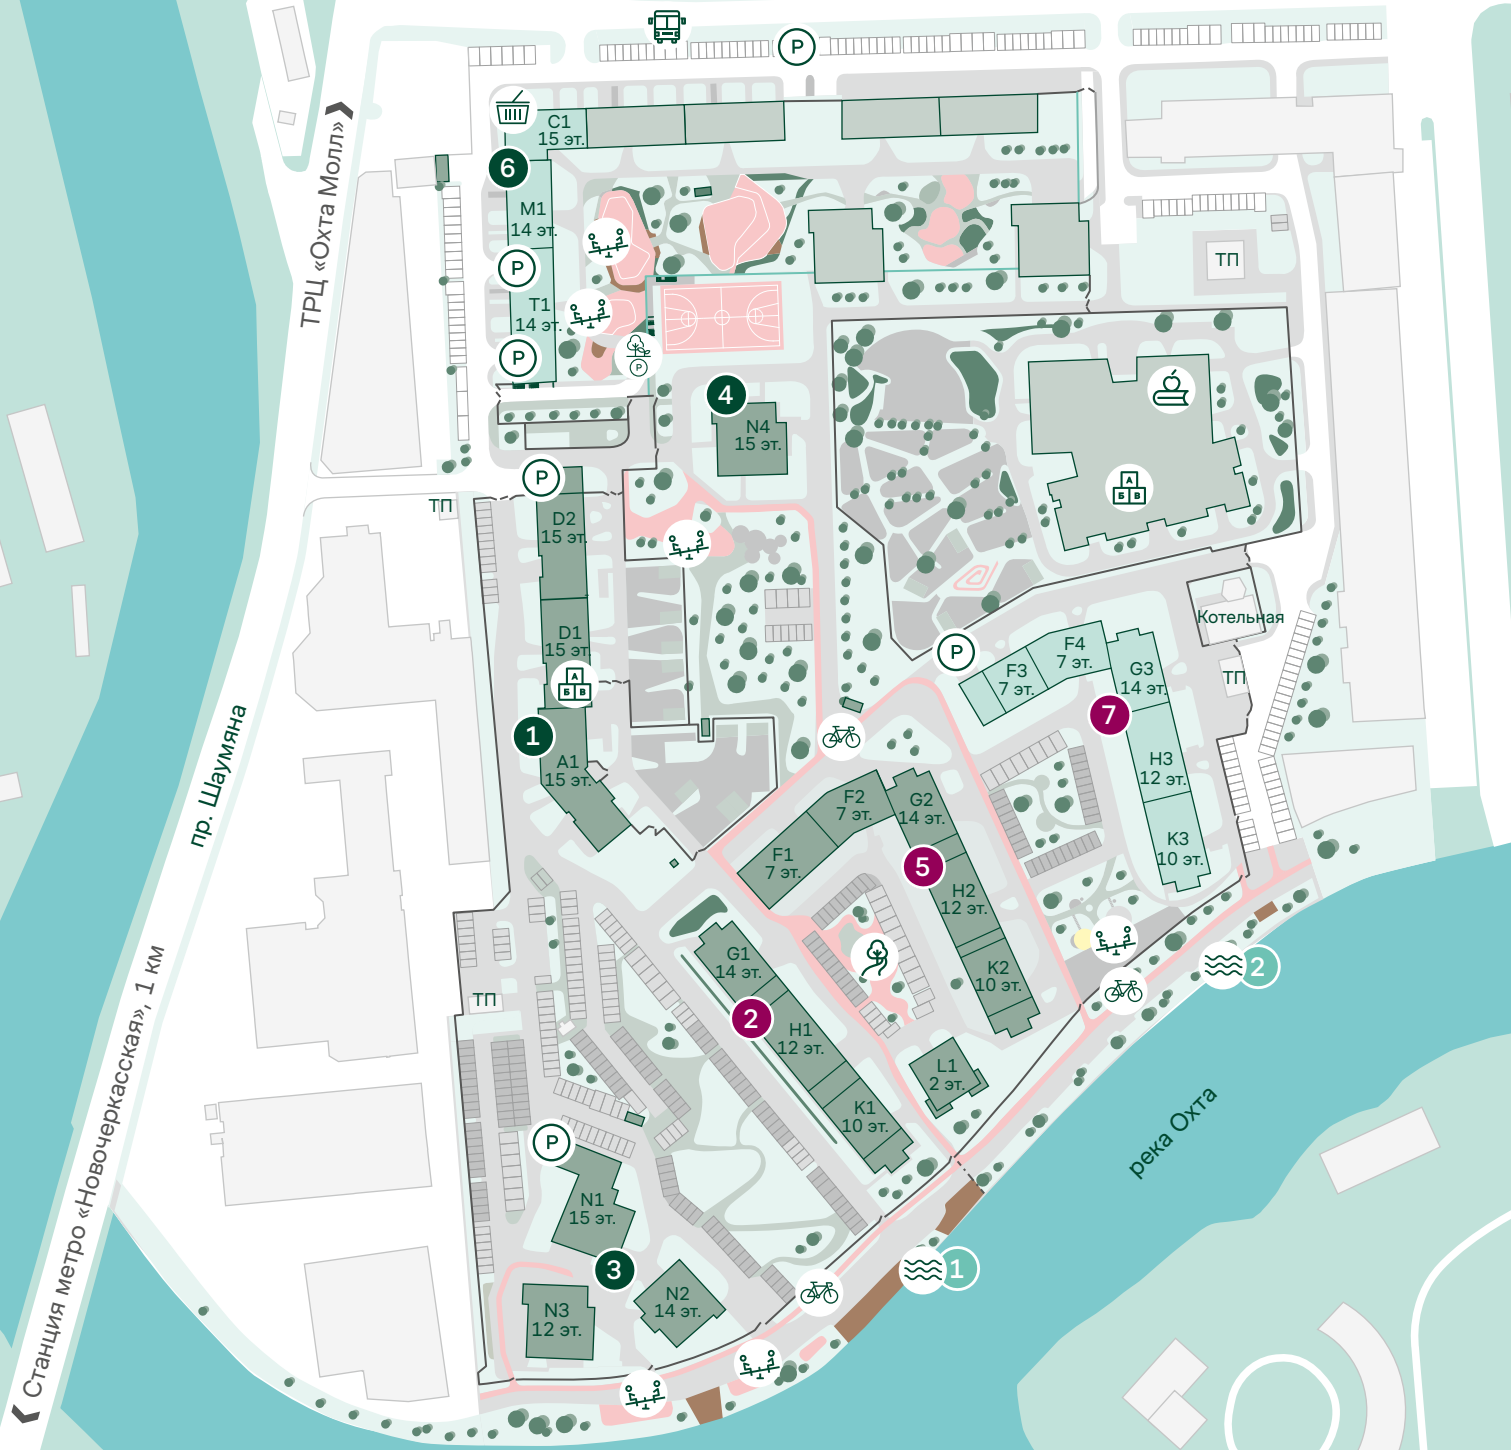 P
C1
15 эт.
6
M1
14 эт.
P
T1
14 эт.
P
P
ТРЦ «Охта Молл»
ТП
4
N4
15 эт.
P
ТП
P
D2
15 эт.
А
Б В
D1
15 эт.
А
Б В
1
A1
15 эт.
Котельная
ТП
P
F3
7 эт.
F4
7 эт.
G3
14 эт.
7
H3
12 эт.
K3
10 эт.
пр. Шаумяна
F2
7 эт.
F1
7 эт.
G2
14 эт.
5
H2
12 эт.
K2
10 эт.
G1
14 эт.
2
H1
12 эт.
K1
10 эт.
L1
2 эт.
2
ТП
Станция метро «Новочеркасская», 1 км
река Охта
P
N1
15 эт.
3
N2
14 эт.
N3
12 эт.
1